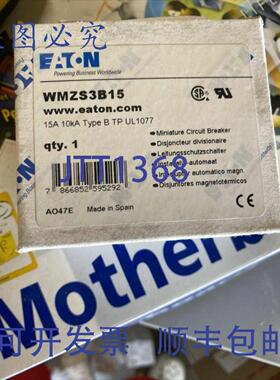 图必究
EATON
Powering Business Worldwide
WMZS3B15
www.eaton.com
15A 10kA Type B TP UL1077
qty. 1
Miniature Circuit Breaker
Disjoncteur divisionaire
Leitungsschutzschalter
Installatie-automaat
Interruttore automatico magn.
Disjuntores magnetotérmicos
JTT1368
7 866852 595292
AO47E
Made in Spain
CE
Motherb
可开发票
顺丰包邮